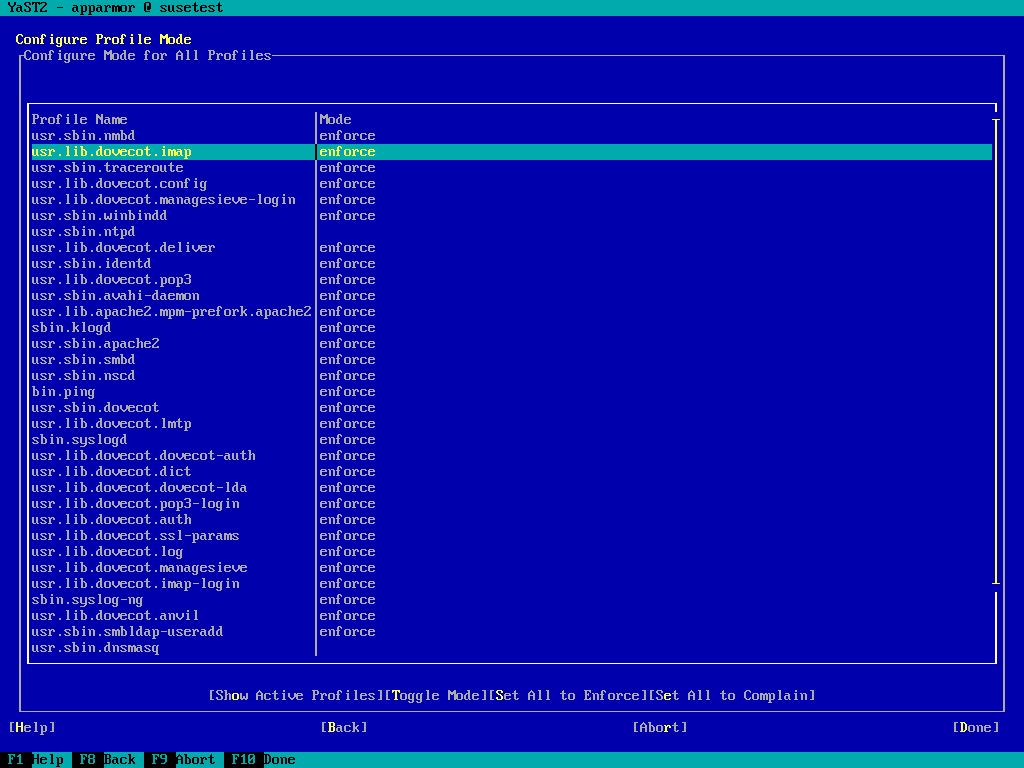 YaST2 - apparmor @ susetest
Configure Profile Mode
Configure Mode for All Profiles
Profile Name Mode
usr.sbin.nmbd enforce
usr.lib.dovecot.imap enforce
usr.sbin.traceroute enforce
usr.lib.dovecot.config enforce
usr.lib.dovecot.managesieve-login enforce
usr.sbin.winbindd enforce
usr.sbin.ntpd
usr.lib.dovecot.deliver enforce
usr.sbin.identd enforce
usr.lib.dovecot.pop3 enforce
usr.sbin.avahi-daemon enforce
usr.lib.apache2.mpm-prefork.apache2 enforce
sbin.klogd enforce
usr.sbin.apache2 enforce
usr.sbin.smbd enforce
usr.sbin.nscd enforce
bin.ping enforce
usr.sbin.dovecot enforce
usr.lib.dovecot.lmtp enforce
sbin.syslogd enforce
usr.lib.dovecot.dovecot-auth enforce
usr.lib.dovecot.dict enforce
usr.lib.dovecot.dovecot-lda enforce
usr.lib.dovecot.pop3-login enforce
usr.lib.dovecot.auth enforce
usr.lib.dovecot.ssl-params enforce
usr.lib.dovecot.log enforce
usr.lib.dovecot.managesieve enforce
usr.lib.dovecot.imap-login enforce
sbin.syslog-ng enforce
usr.lib.dovecot.anvil enforce
usr.sbin.smbldap-useradd enforce
usr.sbin.dnsmasq
[Show Active Profiles][Toggle Mode][Set All to Enforce][Set All to Complain]
[Help] [Back] [Abort] [Done]
F1 Help F8 Back F9 Abort F10 Done